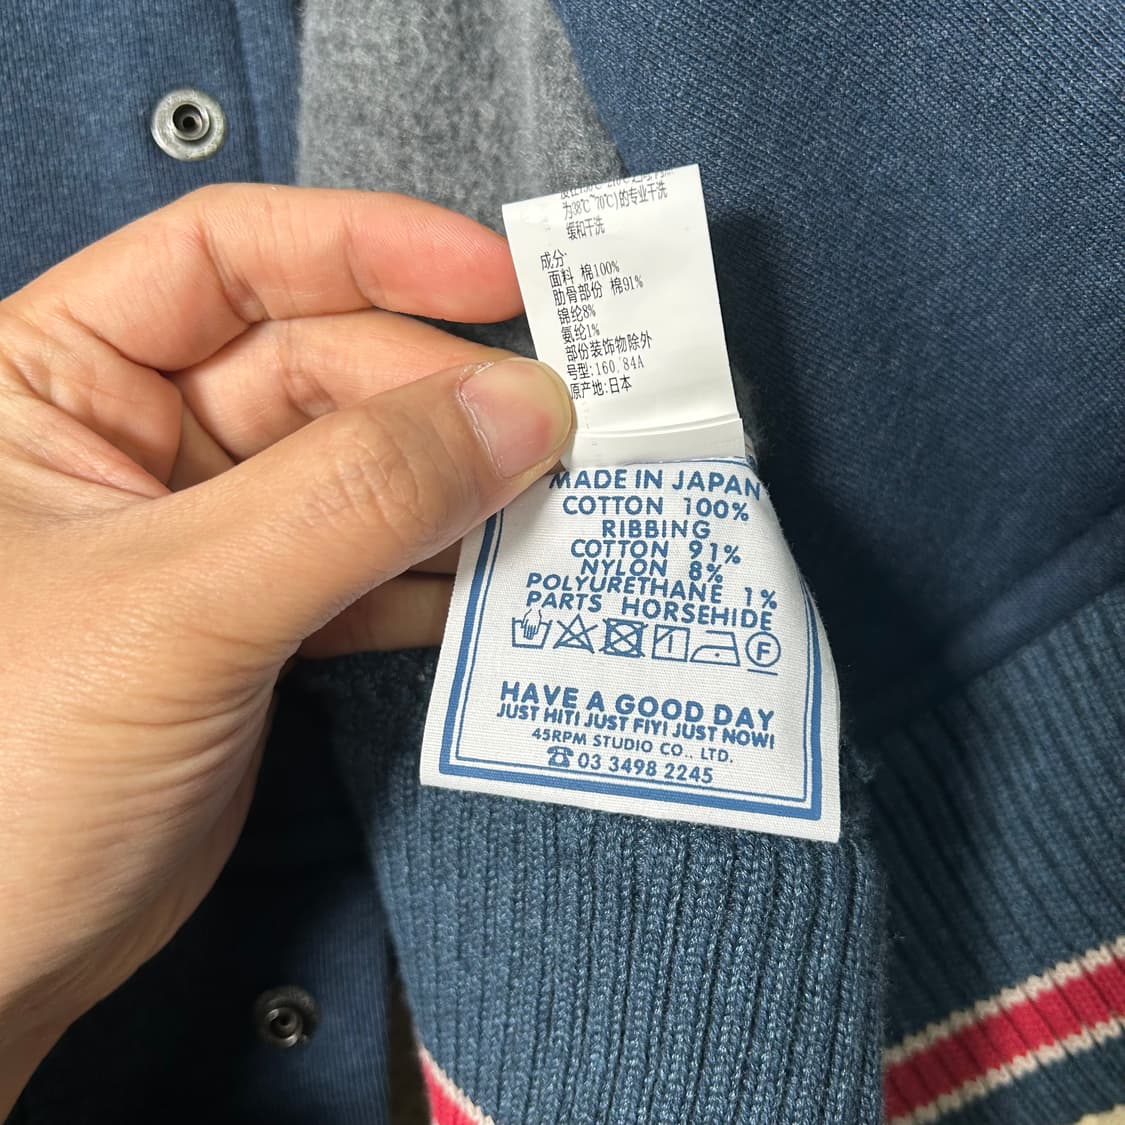 为38℃~70℃)的专业干洗
缓和干洗
成分:
面料 棉100%
肋骨部份 棉91%
锦纶8%
氨纶1%
部份装饰物除外
号型:160/84A
原产地:日本
MADE IN JAPAN
COTTON 100%
RIBBING
COTTON 91%
NYLON 8%
POLYURETHANE 1%
PARTS HORSEHIDE
F
HAVE A GOOD DAY
JUST HIT! JUST FIY! JUST NOW!
45RPM STUDIO CO., LTD.
☎03 3498 2245